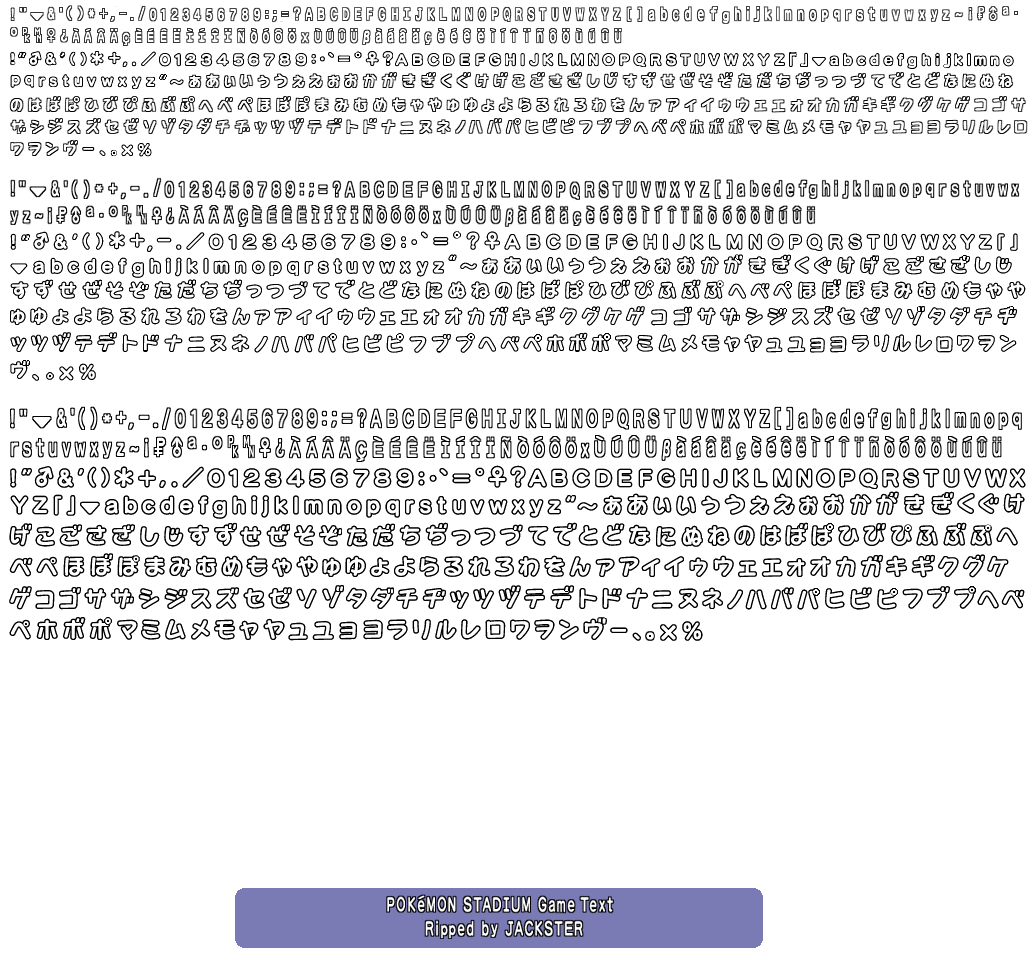 !"▽&'()*+,-./0123456789:;=?ABCDEFGHIJKLMNOPQRSTUVWXYZ[]abcdefghijklmnopqrstuvwxyz~¡₽♂ª·
ºPkMn♀¿ÀÁÂÄÇÈÉÊËÌÍÎÏÑÒÓÔÖxÙÚÛÜβàáâäçèéêëìíîïñòóôöùúûü
!"♂&'()*+,./0123456789:・`=°♀?ABCDEFGHIJKLMNOPQRSTUVWXYZ「」▽abcdefghijklmno
pqrstuvwxyz"~ぁあぃいぅうぇえぉおかがきぎくぐけげこごさざしじすずせぜそぞただちぢっつづてでとどなにぬね
のはばぱひびぴふぶぷへべぺほぼぽまみむめもゃやゅゆょよらるれろわをんァアィイゥウェエォオカガキギクグケゲコゴサ
ザシジスズセゼソゾタダチヂッツヅテデトドナニヌネノハバパヒビピフブプヘベペホボポマミムメモャヤュユョヨラリルレロ
ワヲンヴー、。×%
!"▽&'()*+,-./0123456789:;=?ABCDEFGHIJKLMNOPQRSTUVWXYZ[]abcdefghijklmnopqrstuvwx
yz~¡₽♂ª·ºPkMn♀¿ÀÁÂÄÇÈÉÊËÌÍÎÏÑÒÓÔÖxÙÚÛÜβàáâäçèéêëìíîïñòóôöùúûü
!"♂&'()*+,-./0123456789:・`=°?♀ABCDEFGHIJKLMNOPQRSTUVWXYZ「」
▽abcdefghijklmnopqrstuvwxyz"~ぁあぃいぅうぇえぉおかがきぎくぐけげこごさざしじ
すずせぜそぞただちぢっつづてでとどなにぬねのはばぱひびぴふぶぷへべぺほぼぽまみむめもゃや
ゅゆょよらるれろわをんァアィイゥウェエォオカガキギクグケゲコゴサザシジスズセゼソゾタダチヂ
ッツヅテデトドナニヌネノハバパヒビピフブプヘベペホボポマミムメモャヤュユョヨラリルレロワヲン
ヴ、。×%
!"▽&'()*+,-./0123456789:;=?ABCDEFGHIJKLMNOPQRSTUVWXYZ[]abcdefghijklmnopq
rstuvwxyz~¡₽♂ª·ºPkMn♀¿ÀÁÂÄÇÈÉÊËÌÍÎÏÑÒÓÔÖxÙÚÛÜβàáâäçèéêëìíîïñòóôöùúûü
!"♂&'()*+,./0123456789:・`=°♀?ABCDEFGHIJKLMNOPQRSTUVWX
YZ「」▽abcdefghijklmnopqrstuvwxyz"~ぁあぃいぅうぇえぉおかがきぎくぐけ
げこごさざしじすずせぜそぞただちぢっつづてでとどなにぬねのはばぱひびぴふぶぷへ
べぺほぼぽまみむめもゃやゅゆょよらるれろわをんァアィイゥウェエォオカガキギクグケ
ゲコゴサザシジスズセゼソゾタダチヂッツヅテデトドナニヌネノハバパヒビピフブプヘベ
ペホボポマミムメモャヤュユョヨラリルレロワヲンヴー、。×%
POKéMON STADIUM Game Text
Ripped by JACKSTER